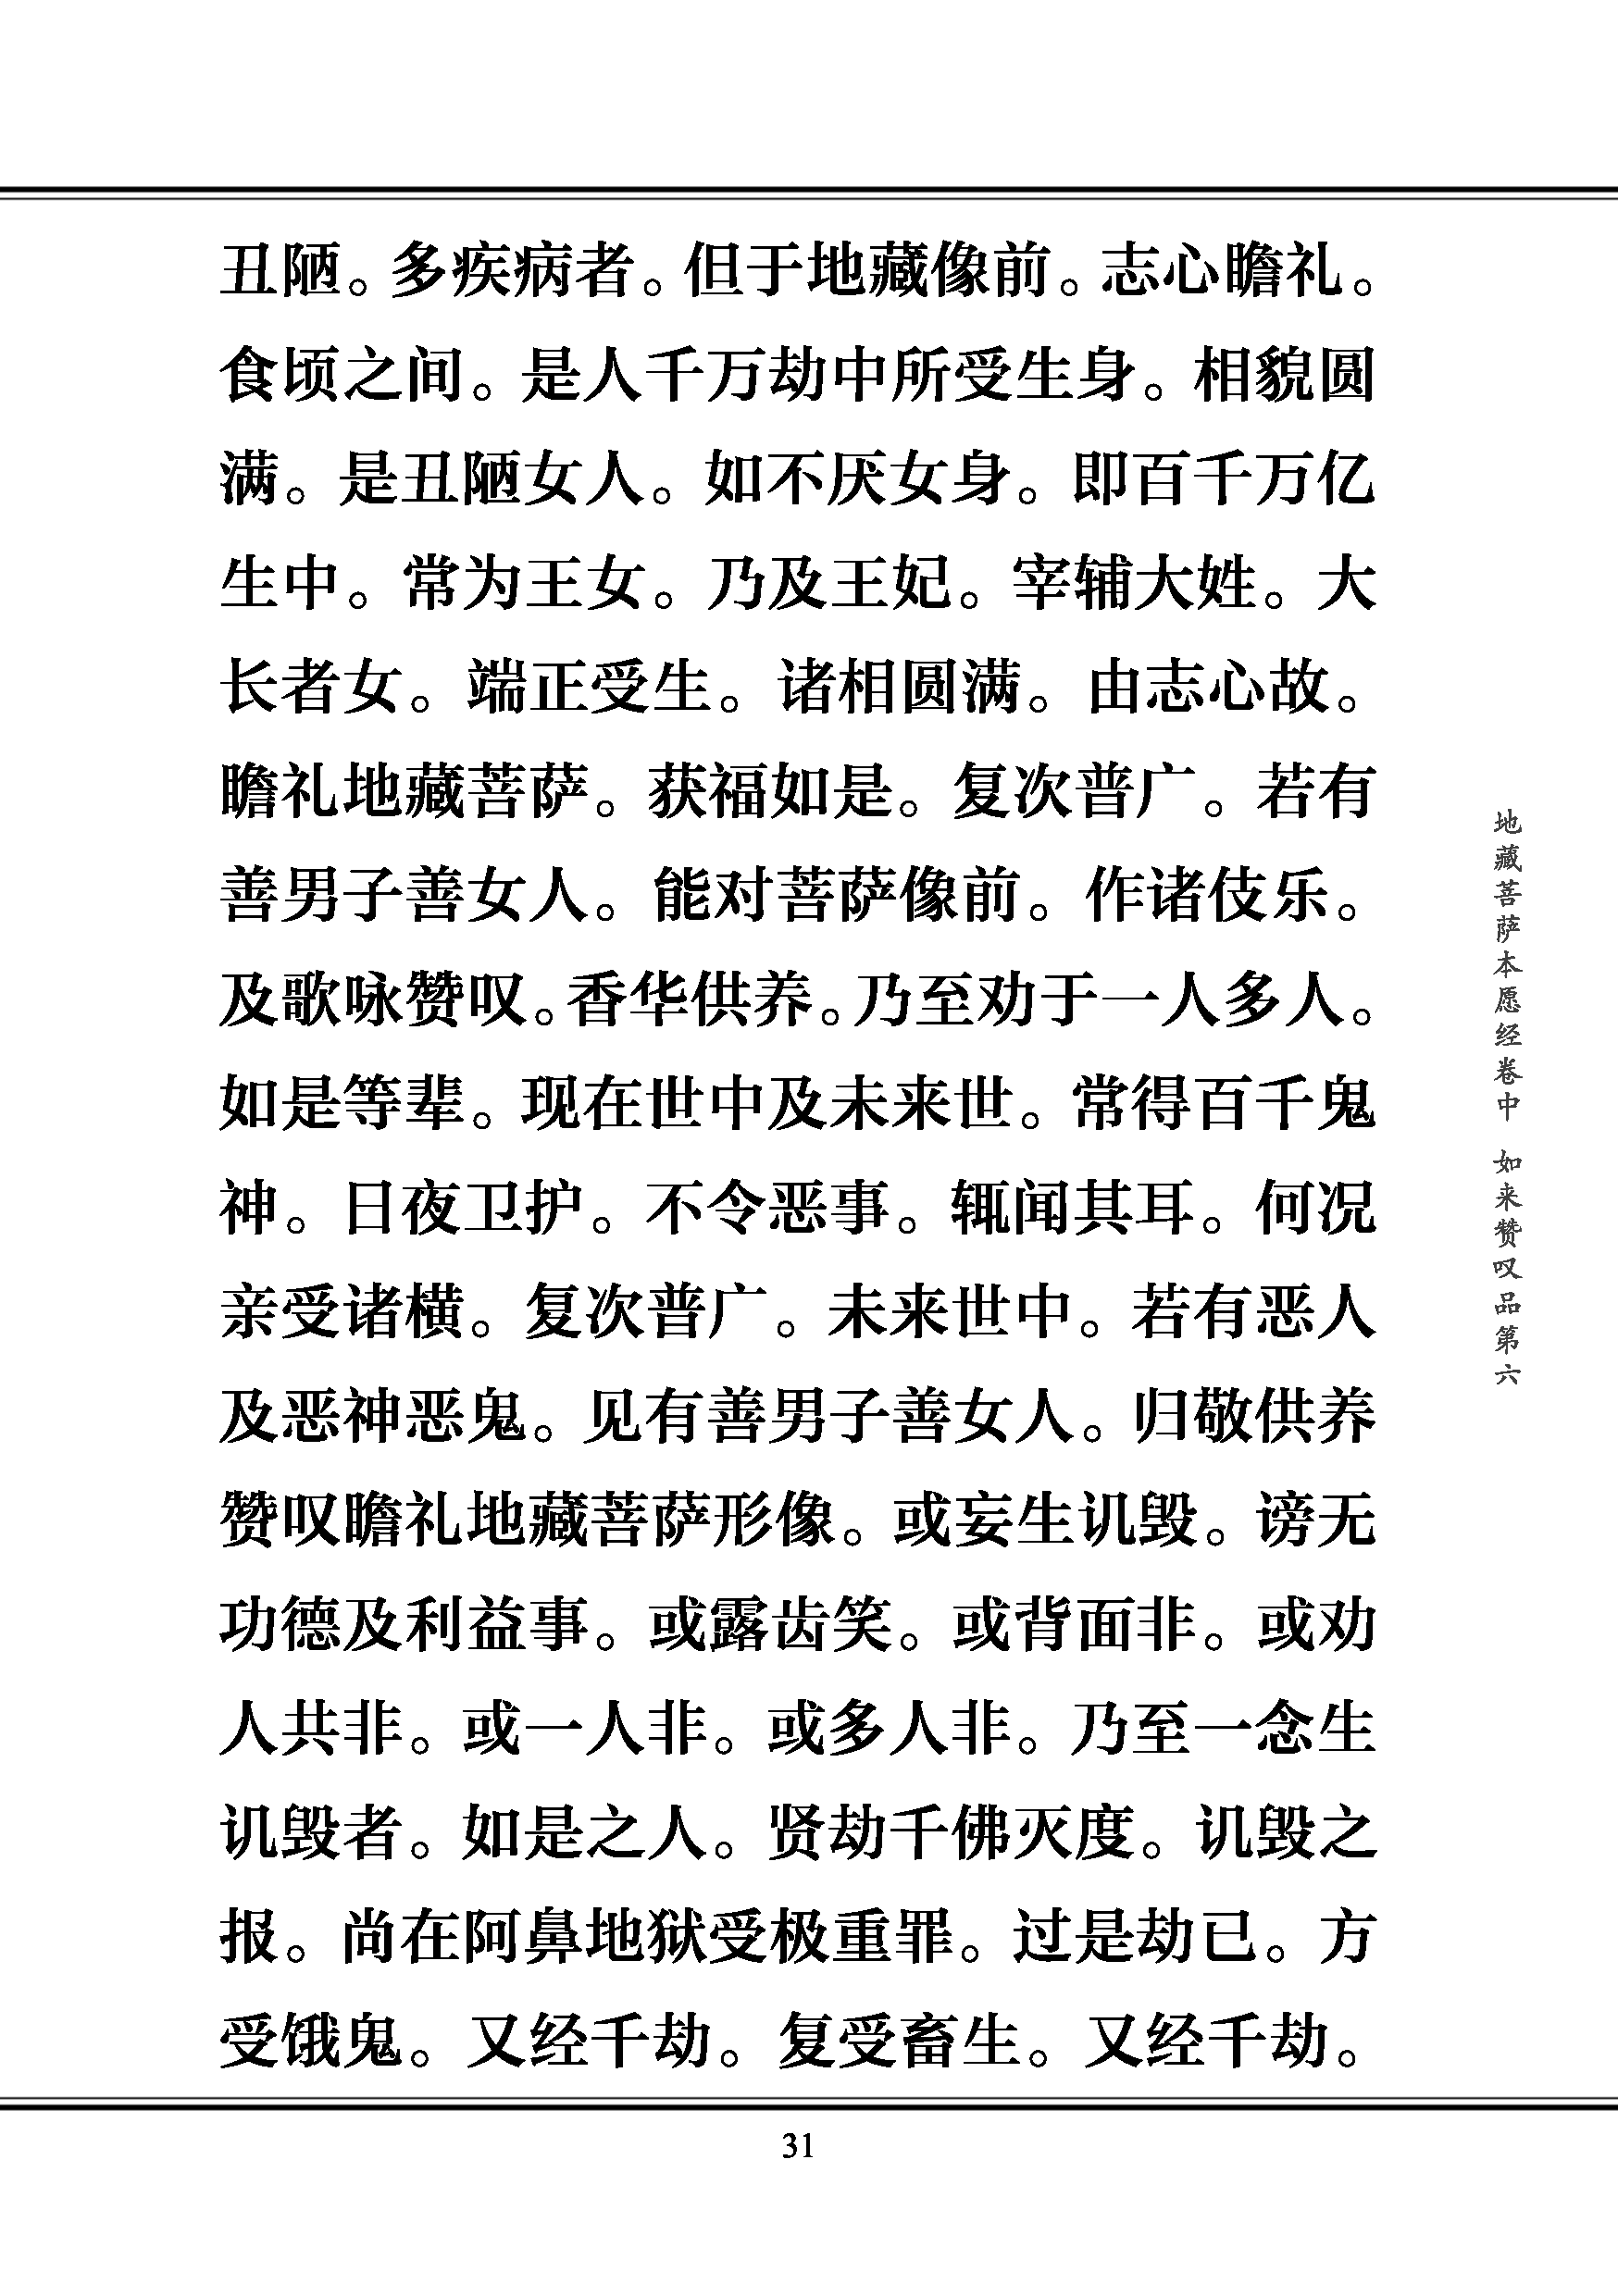 丑陋。多疾病者。但于地藏像前。志心瞻礼。
食顷之间。是人千万劫中所受生身。相貌圆
满。是丑陋女人。如不厌女身。即百千万亿
生中。常为王女。乃及王妃。宰辅大姓。大
长者女。端正受生。诸相圆满。由志心故。
瞻礼地藏菩萨。获福如是。复次普广。若有
善男子善女人。能对菩萨像前。作诸伎乐。
及歌咏赞叹。香华供养。乃至劝于一人多人。
如是等辈。现在世中及未来世。常得百千鬼
神。日夜卫护。不令恶事。辄闻其耳。何况
亲受诸横。复次普广。未来世中。若有恶人
及恶神恶鬼。见有善男子善女人。归敬供养
赞叹瞻礼地藏菩萨形像。或妄生讥毁。谤无
功德及利益事。或露齿笑。或背面非。或劝
人共非。或一人非。或多人非。乃至一念生
讥毁者。如是之人。贤劫千佛灭度。讥毁之
报。尚在阿鼻地狱受极重罪。过是劫已。方
受饿鬼。又经千劫。复受畜生。又经千劫。
地藏菩萨本愿经卷中 如来赞叹品第六
31